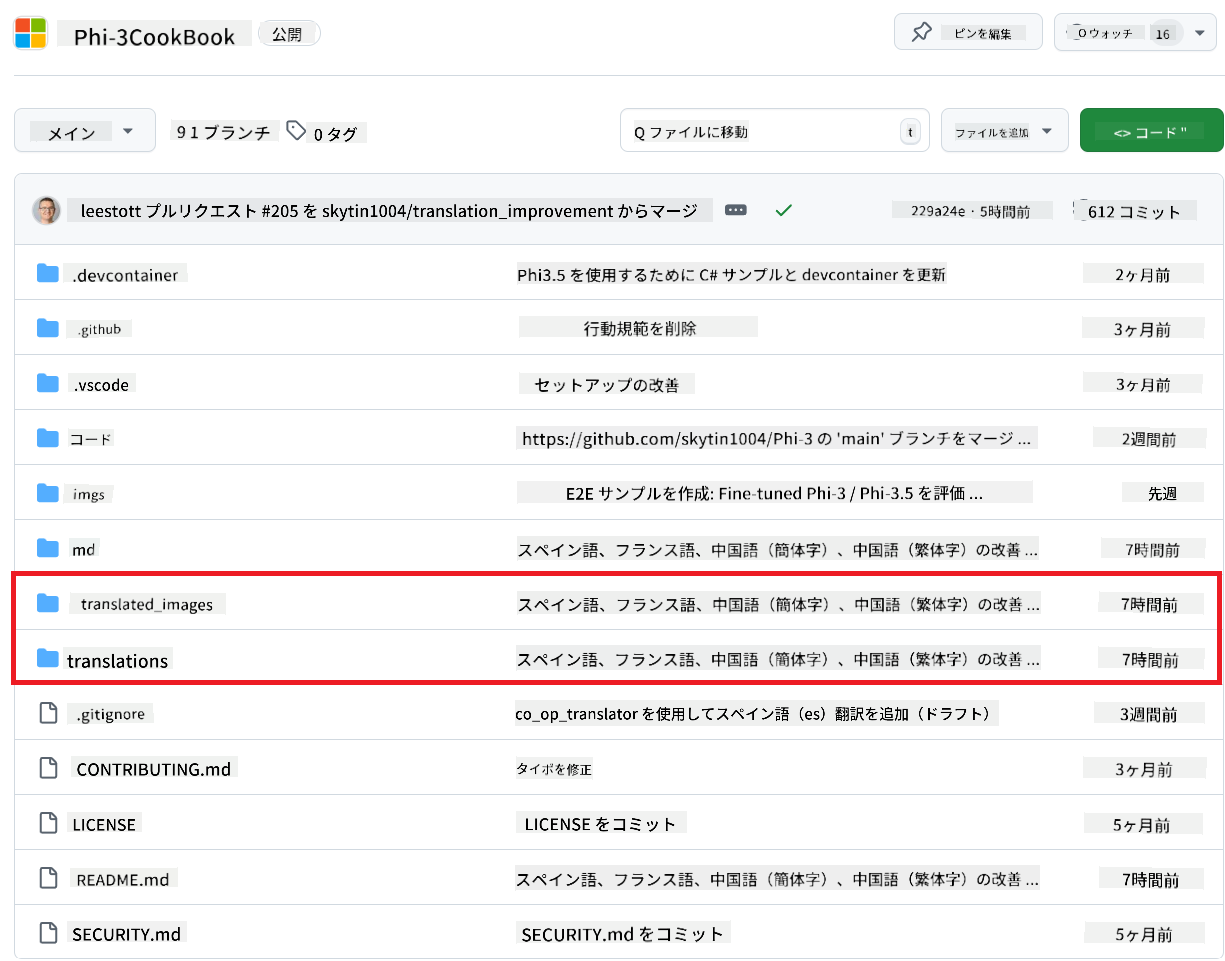 Phi-3CookBook 公開 ピンを編集 ウォッチ 16
メイン 9 1 ブランチ 0 タグ Q ファイルに移動 t ファイルを追加 <> コード "
leestott プルリクエスト #205 を skytin1004/translation_improvement からマージ 229a24e · 5時間前 612 コミット
.devcontainer Phi3.5 を使用するために C# サンプルと devcontainer を更新 2ヶ月前
.github 行動規範を削除 3ヶ月前
.vscode セットアップの改善 3ヶ月前
コード https://github.com/skytin1004/Phi-3 の 'main' ブランチをマージ ... 2週間前
imgs E2E サンプルを作成: Fine-tuned Phi-3 / Phi-3.5 を評価 ... 先週
md スペイン語、フランス語、中国語（簡体字）、中国語（繁体字）の改善 ... 7時間前
translated_images スペイン語、フランス語、中国語（簡体字）、中国語（繁体字）の改善 ... 7時間前
translations スペイン語、フランス語、中国語（簡体字）、中国語（繁体字）の改善 ... 7時間前
.gitignore co_op_translator を使用してスペイン語（es）翻訳を追加（ドラフト） 3週間前
CONTRIBUTING.md タイポを修正 3ヶ月前
LICENSE LICENSE をコミット 5ヶ月前
README.md スペイン語、フランス語、中国語（簡体字）、中国語（繁体字）の改善 ... 7時間前
SECURITY.md SECURITY.md をコミット 5ヶ月前